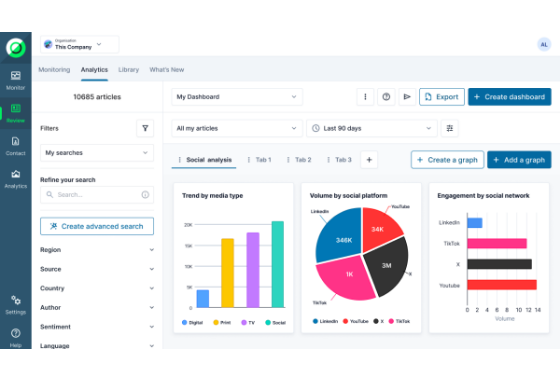 Organisation
This Company
AL
Monitoring Analytics Library What's New
Monitor
Review
Contact
Analytics
Settings
Help
10685 articles
Filters
My searches
Refine your search
Search...
Create advanced search
Region
Source
Country
Author
Sentiment
Language
My Dashboard
Export
+ Create dashboard
All my articles
Last 90 days
Social analysis
Tab 1
Tab 2
Tab 3
+
+ Create a graph
+ Add a graph
Trend by media type
20K
10K
10K
1K
0
Digital Print TV Social
Volume by social platform
LinkedIn
YouTube
346K
34K
3M
1K
X
TikTok
LinkedIn YouTube X TikTok
Engagement by social network
LinkedIn
TikTok
X
Youtube
0 2 4 6 8 10 12 14
Volume